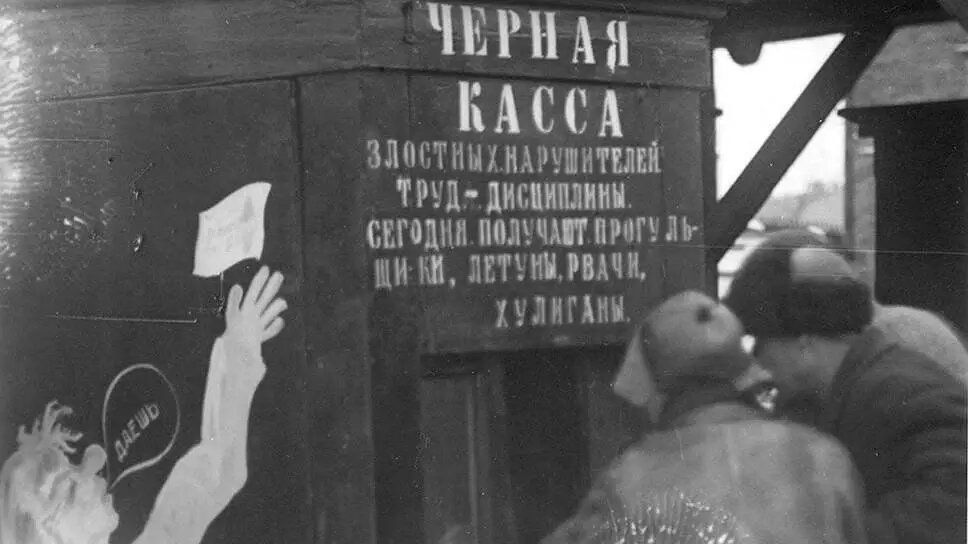 ЧЕРНАЯ
КАССА
ЗЛОСТНЫХ.НАРУШИТЕЛЕЙ
ТРУД-ДИСЦИПЛИНЫ.
СЕГОДНЯ.ПОЛУЧАЮТ.ПРОГУЛЬ-
ЩИ-КИ, ЛЕТУНЫ, РВАЧИ,
ХУЛИГАНЫ.
ДАЕШЬ